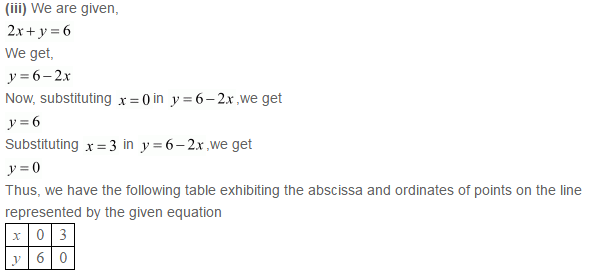 (iii) We are given,
2x + y = 6
We get,
y = 6 − 2x
Now, substituting x = 0 in y = 6 − 2x ,we get
y = 6
Substituting x = 3 in y = 6 − 2x ,we get
y = 0
Thus, we have the following table exhibiting the abscissa and ordinates of points on the line
represented by the given equation
x 0 3
y 6 0